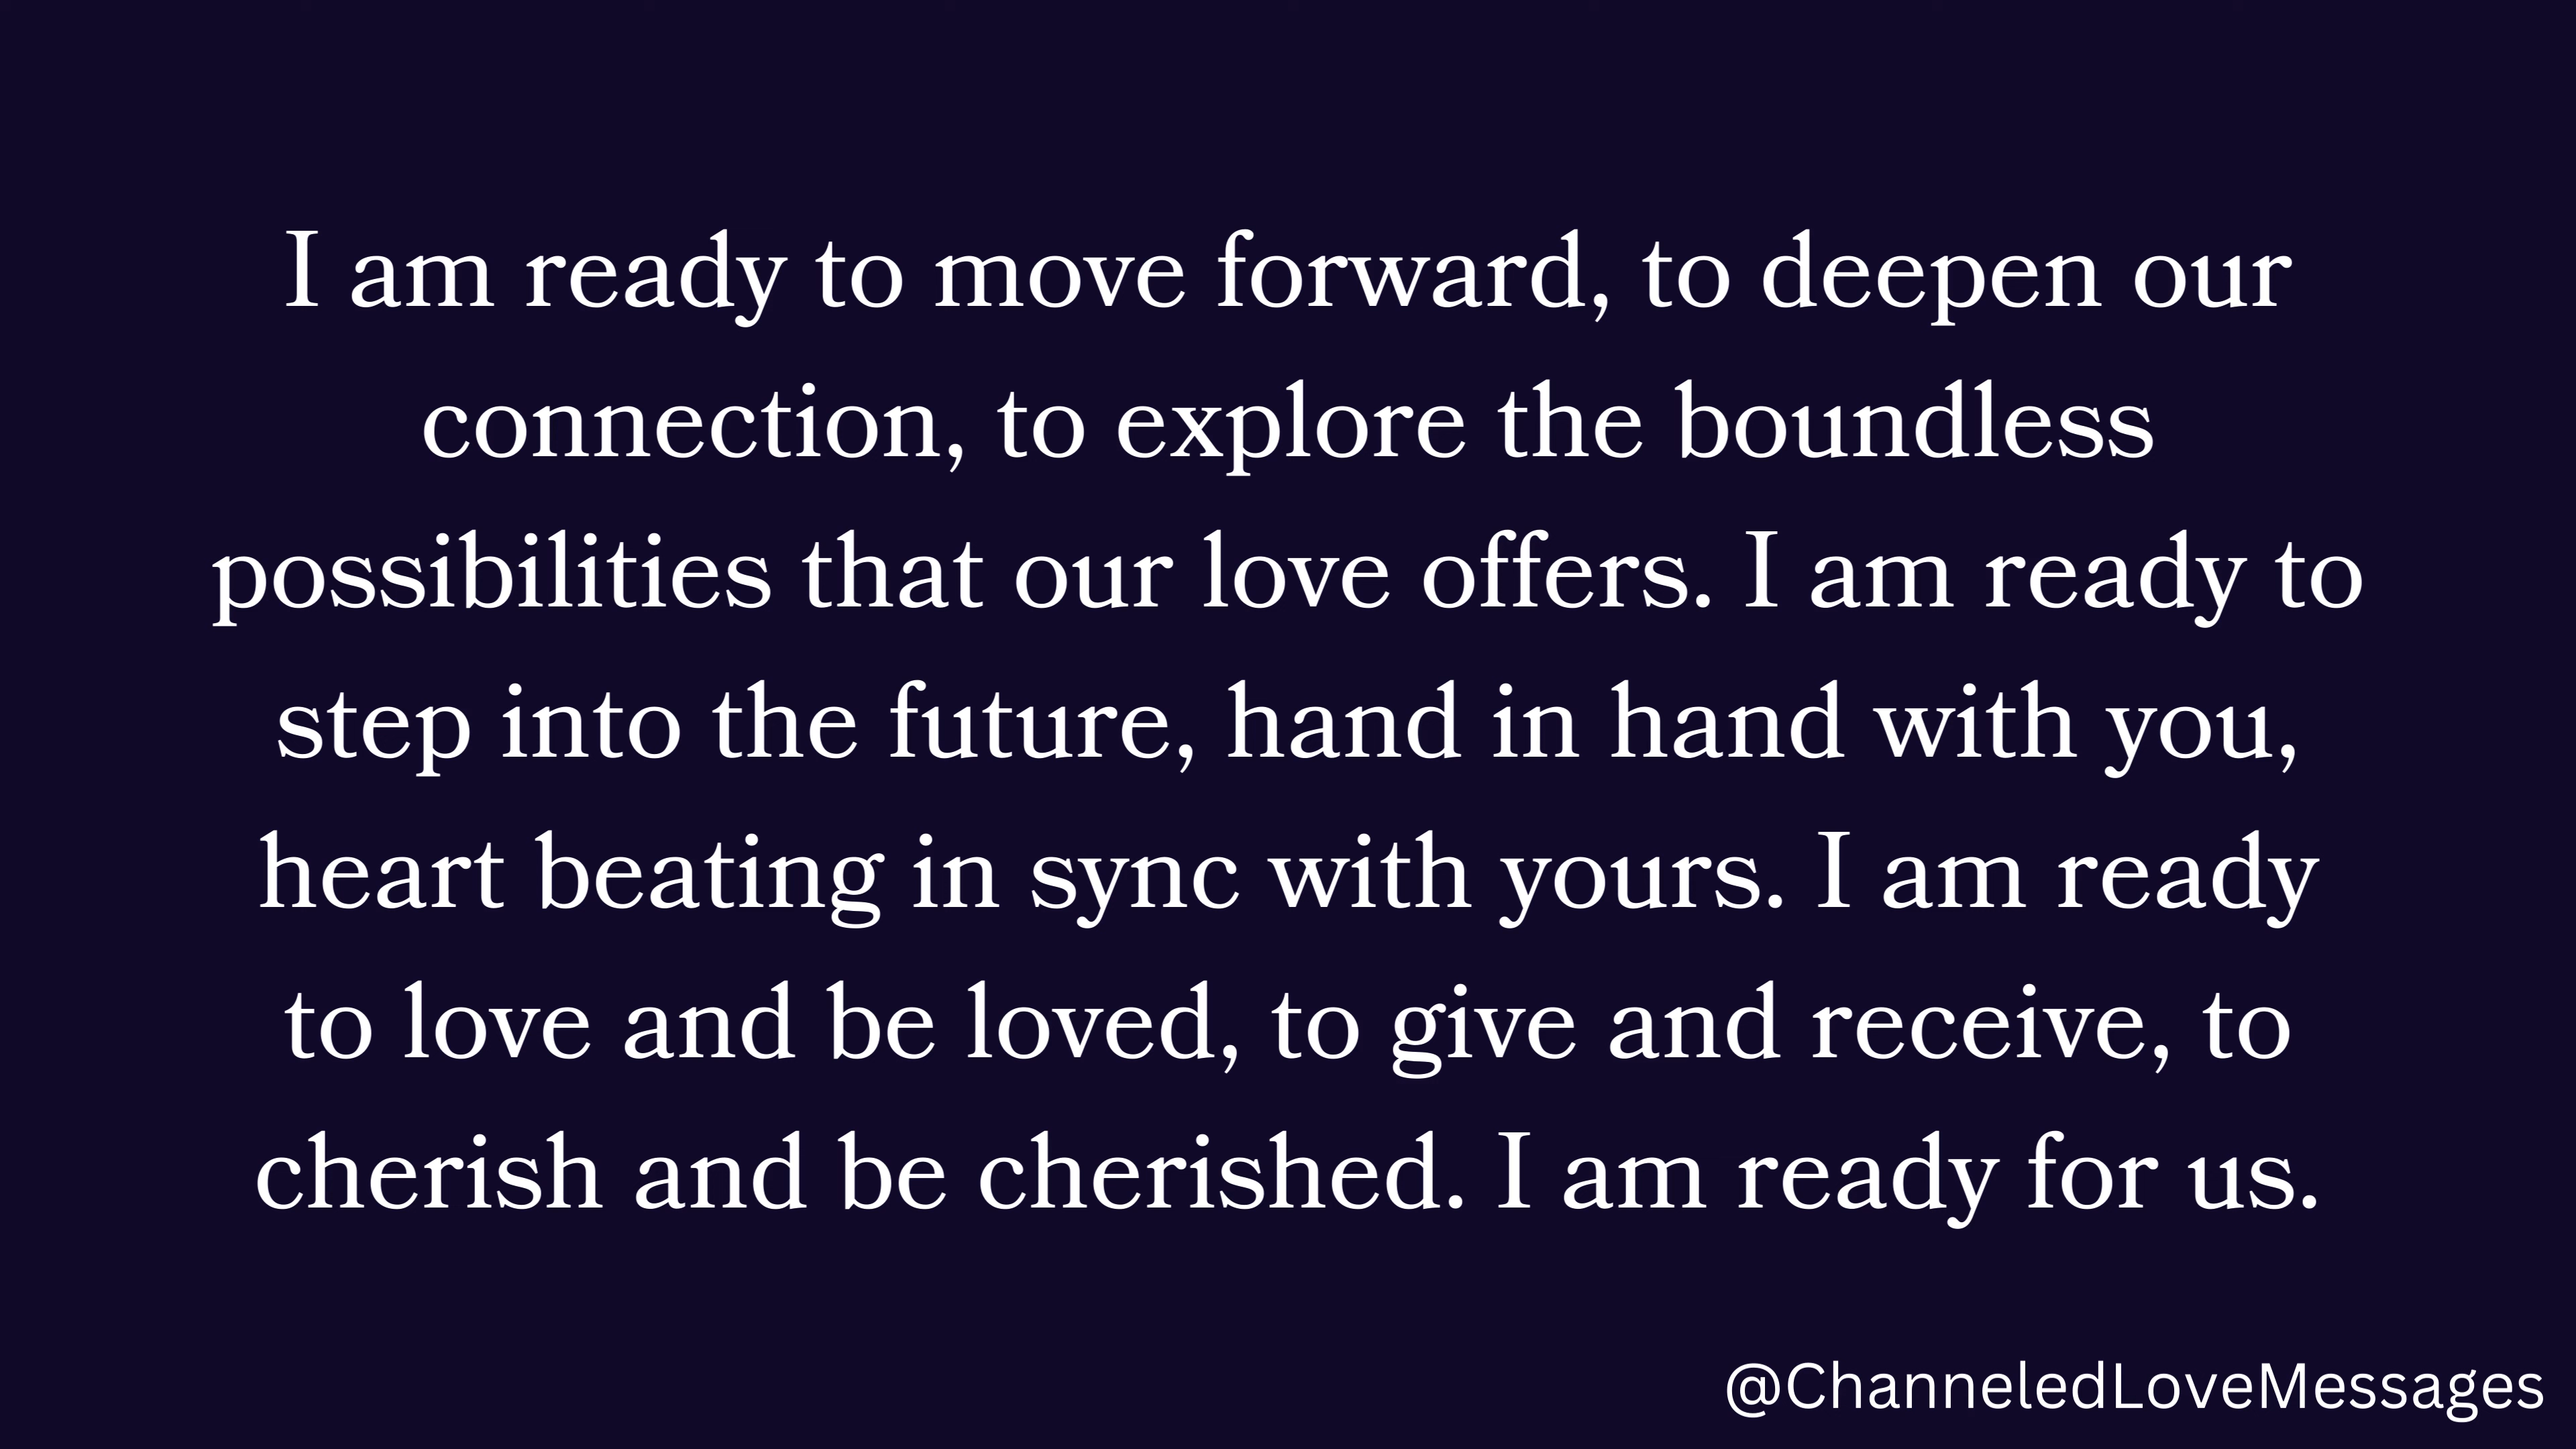 I am ready to move forward, to deepen our
connection, to explore the boundless
possibilities that our love offers. I am ready to
step into the future, hand in hand with you,
heart beating in sync with yours. I am ready
to love and be loved, to give and receive, to
cherish and be cherished. I am ready for us.
@ChanneledLoveMessages